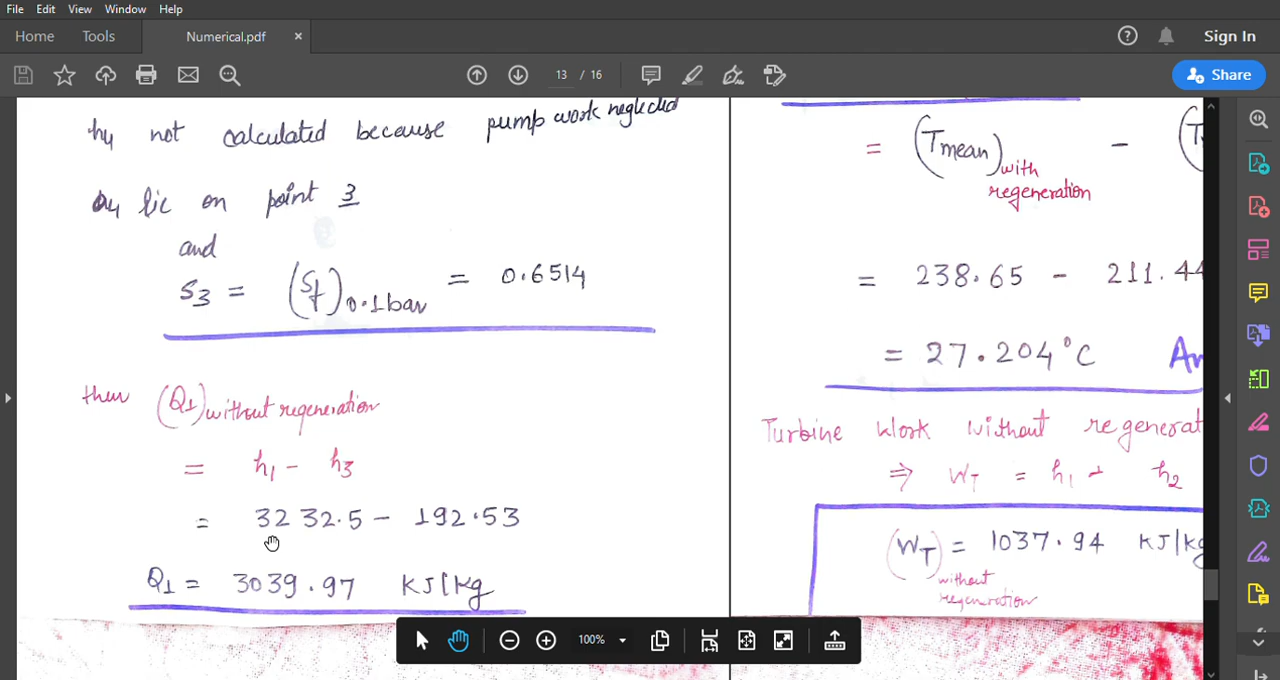 File Edit View Window Help
Home Tools Numerical.pdf × Sign In
13 / 16 Share
h4 not calculated because pump work neglected
lie on point 3
and
S3 = (Sf)0.1bar = 0.6514
then (Q1)without regeneration
= h1 - h3
= 3232.5 - 192.53
Q1 = 3039.97 KJ/kg
= (Tmean)with regeneration - (T
= 238.65 - 211.44
= 27.204°C An
Turbine Work Without regenerat
⇒ WT = h1 - h2
(WT)without regeneration = 1037.94 KJ/kg
100%